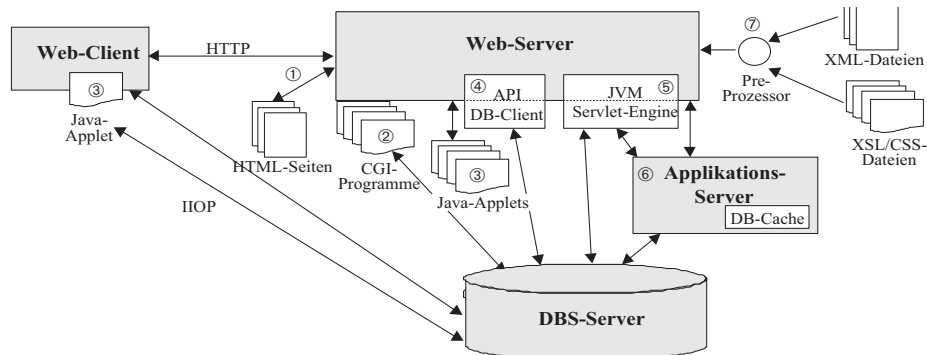 Web-Client
③
Java-
Applet
HTTP
IIOP
①
HTML-Seiten
Web-Server
②
CGI-
Programme
③
Java-Applets
④
API
DB-Client
⑤
JVM
Servlet-Engine
⑥ Applikations-
Server
DB-Cache
⑦
Pre-
Prozessor
XML-Dateien
XSL/CSS-
Dateien
DBS-Server